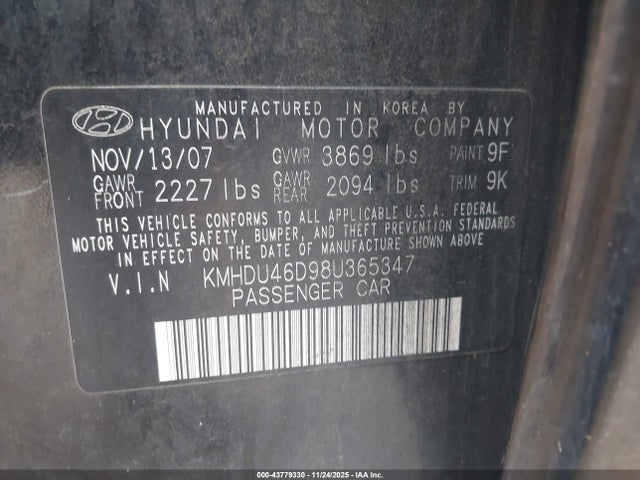 MANUFACTURED IN KOREA BY
HYUNDAI MOTOR COMPANY
NOV/13/07 GVWR 3869 lbs PAINT 9F
GAWR FRONT 2227 lbs GAWR REAR 2094 lbs TRIM 9K
THIS VEHICLE CONFORMS TO ALL APPLICABLE U.S.A. FEDERAL
MOTOR VEHICLE SAFETY, BUMPER, AND THEFT PREVENTION STANDARDS
IN EFFECT ON THE DATE OF MANUFACTURE SHOWN ABOVE
V.I.N KMHDU46D98U365347
PASSENGER CAR
000-43779330 - 11/24/2025 - IAA Inc.